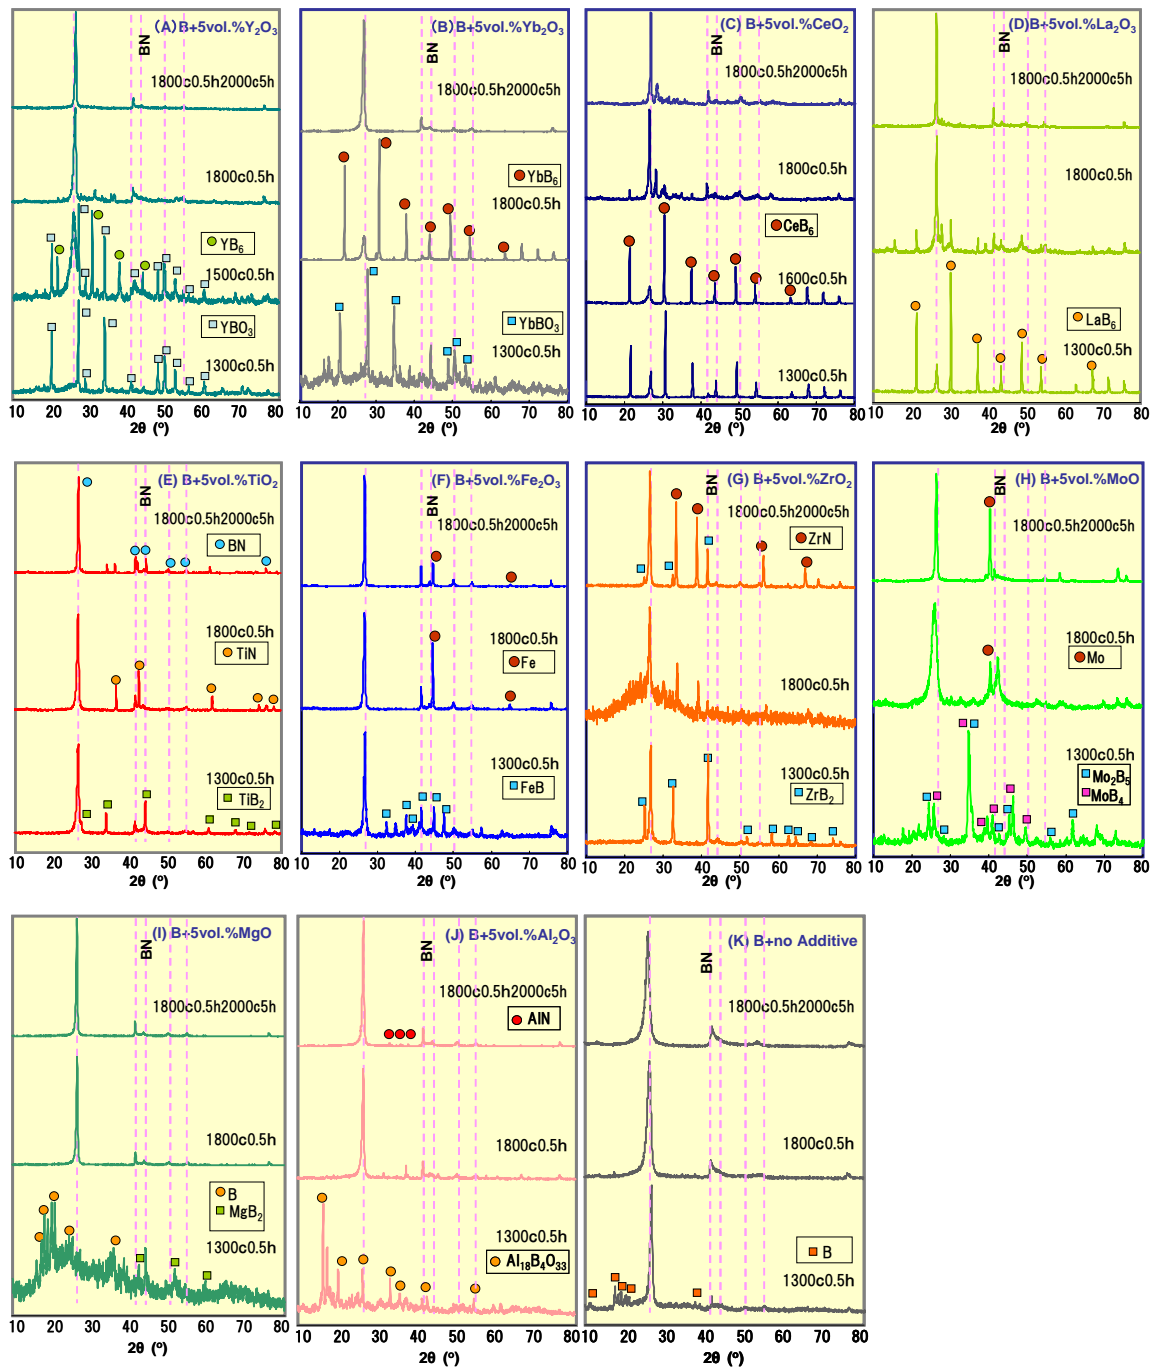 (A) B+5vol.%Y₂O₃
BN
1800c0.5h2000c5h
1800c0.5h
YB₆
1500c0.5h
YBO₃
1300c0.5h
10 20 30 40 50 60 70 80
2θ (°)
(B) B+5vol.%Yb₂O₃
BN
1800c0.5h2000c5h
YbB₆
1800c0.5h
YbBO₃
1300c0.5h
10 20 30 40 50 60 70 80
2θ (°)
(C) B+5vol.%CeO₂
BN
1800c0.5h2000c5h
1800c0.5h
CeB₆
1600c0.5h
1300c0.5h
10 20 30 40 50 60 70 80
2θ (°)
(D)B+5vol.%La₂O₃
BN
1800c0.5h2000c5h
1800c0.5h
LaB₆
1300c0.5h
10 20 30 40 50 60 70 80
2θ (°)
(E) B+5vol.%TiO₂
BN
1800c0.5h2000c5h
BN
1800c0.5h
TiN
1300c0.5h
TiB₂
10 20 30 40 50 60 70 80
2θ (°)
(F) B+5vol.%Fe₂O₃
BN
1800c0.5h2000c5h
1800c0.5h
Fe
1300c0.5h
FeB
10 20 30 40 50 60 70 80
2θ (°)
(G) B+5vol.%ZrO₂
BN
1800c0.5h2000c5h
ZrN
1800c0.5h
1300c0.5h
ZrB₂
10 20 30 40 50 60 70 80
2θ (°)
(H) B+5vol.%MoO
BN
1800c0.5h2000c5h
1800c0.5h
Mo
1300c0.5h
Mo₂B₅
MoB₄
10 20 30 40 50 60 70 80
2θ (°)
(I) B+5vol.%MgO
BN
1800c0.5h2000c5h
1800c0.5h
B
MgB₂
1300c0.5h
10 20 30 40 50 60 70 80
2θ (°)
(J) B+5vol.%Al₂O₃
BN
1800c0.5h2000c5h
AlN
1800c0.5h
1300c0.5h
Al₁₈B₄O₃₃
10 20 30 40 50 60 70 80
2θ (°)
(K) B+no Additive
BN
1800c0.5h2000c5h
1800c0.5h
B
1300c0.5h
10 20 30 40 50 60 70 80
2θ (°)